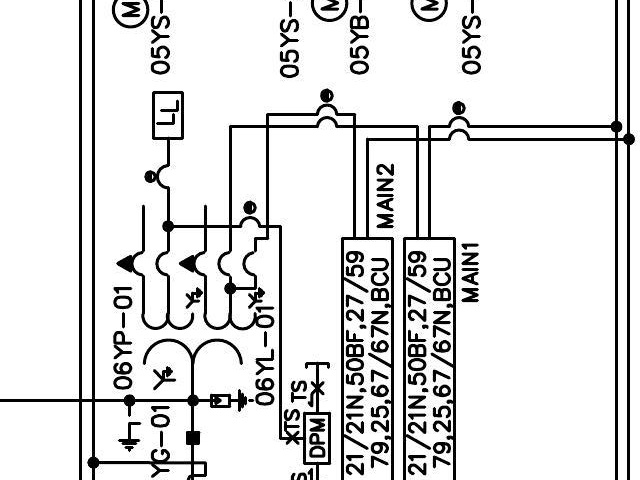 M
05YS-
05YS-
M
05YB-
M
05YS-
LL
MAIN2
MAIN1
21/21N,50BF,27/59
79,25,67/67N,BCU
21/21N,50BF,27/59
79,25,67/67N,BCU
06YP-01
06YL-01
Y
Y
Y
YG-01
TS
TS
DPM